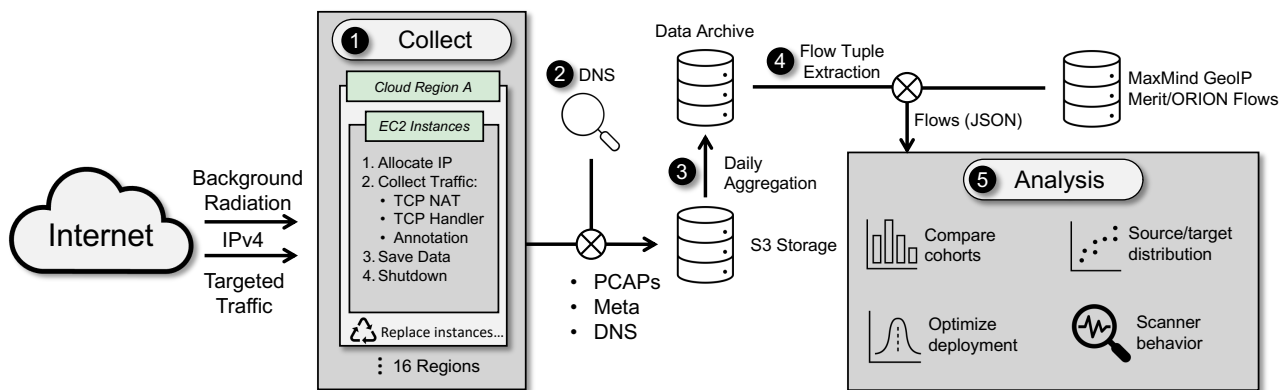 Internet
Background
Radiation
IPv4
Targeted
Traffic
1 Collect
Cloud Region A
EC2 Instances
1. Allocate IP
2. Collect Traffic:
• TCP NAT
• TCP Handler
• Annotation
3. Save Data
4. Shutdown
Replace instances...
⋮ 16 Regions
2 DNS
• PCAPs
• Meta
• DNS
Data Archive
3 Daily
Aggregation
S3 Storage
4 Flow Tuple
Extraction
MaxMind GeoIP
Merit/ORION Flows
Flows (JSON)
5 Analysis
Compare
cohorts
Source/target
distribution
Optimize
deployment
Scanner
behavior